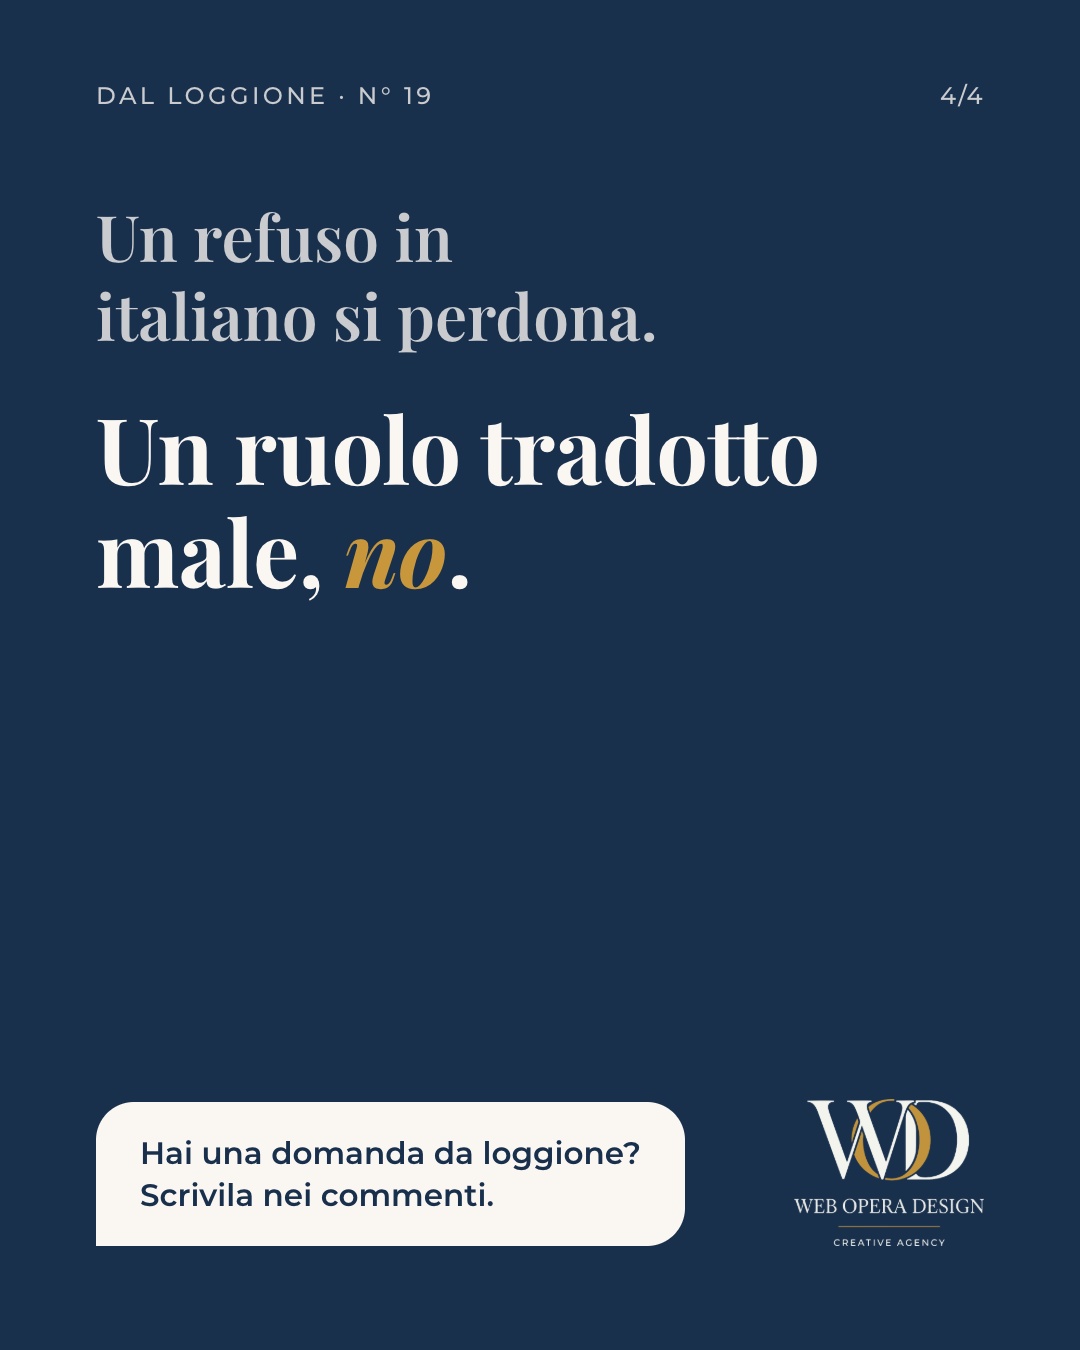 DAL LOGGIONE · N° 19
4/4
Un refuso in
italiano si perdona.
Un ruolo tradotto
male, no.
Hai una domanda da loggione?
Scrivila nei commenti.
WOD
WEB OPERA DESIGN
CREATIVE AGENCY